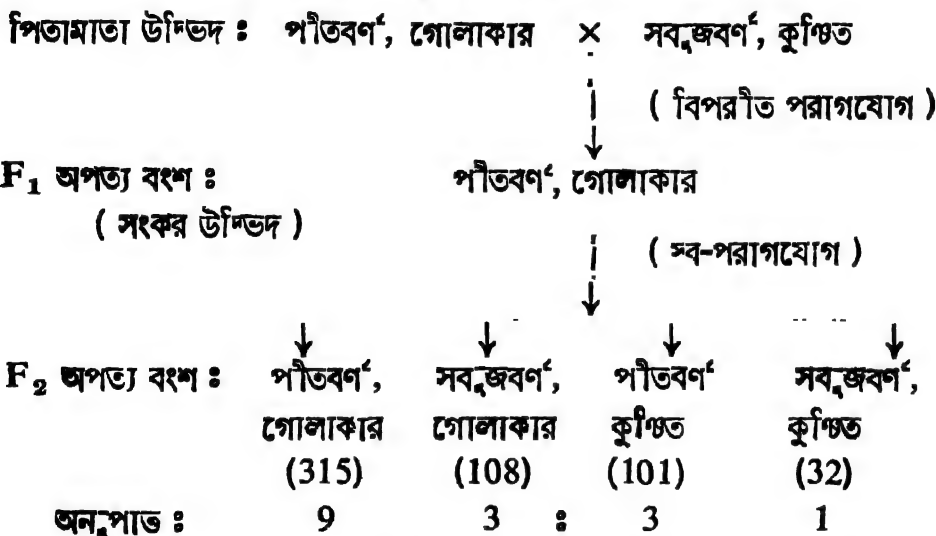 পিতামাতা উদ্ভিদ : পীতবর্ণ, গোলাকার × সবুজবর্ণ, কুঞ্চিত
( বিপরীত পরাগযোগ )
F₁ অপত্য বংশ : পীতবর্ণ, গোলাকার
( সংকর উদ্ভিদ )
( স্ব-পরাগযোগ )
F₂ অপত্য বংশ : পীতবর্ণ, সবুজবর্ণ, পীতবর্ণ সবুজবর্ণ,
গোলাকার গোলাকার কুঞ্চিত কুঞ্চিত
(315) (108) (101) (32)
অনুপাত : 9 3 : 3 1